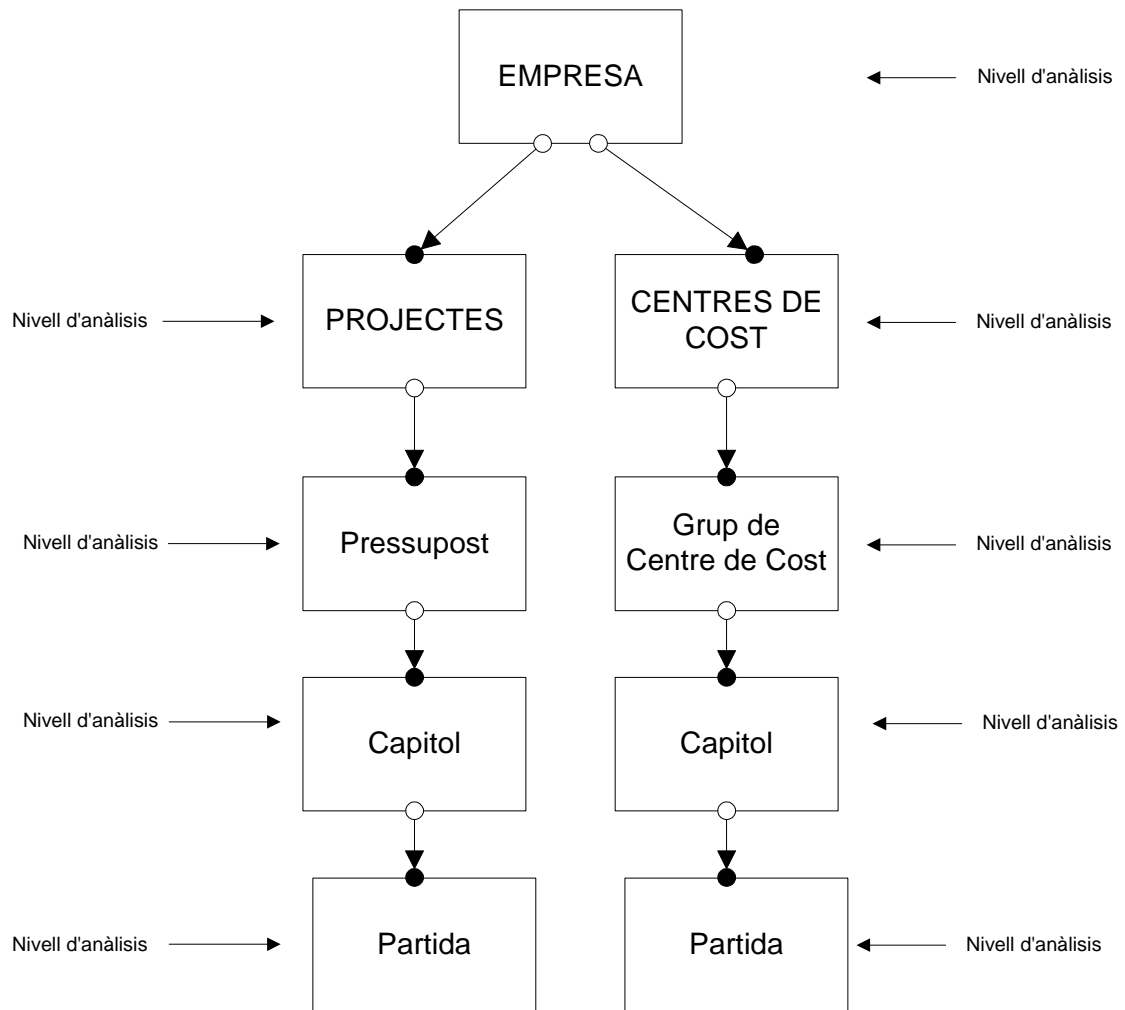 EMPRESA
Nivell d'anàlisis
Nivell d'anàlisis
PROJECTES
CENTRES DE
COST
Nivell d'anàlisis
Nivell d'anàlisis
Pressupost
Grup de
Centre de Cost
Nivell d'anàlisis
Nivell d'anàlisis
Capitol
Capitol
Nivell d'anàlisis
Nivell d'anàlisis
Partida
Partida
Nivell d'anàlisis